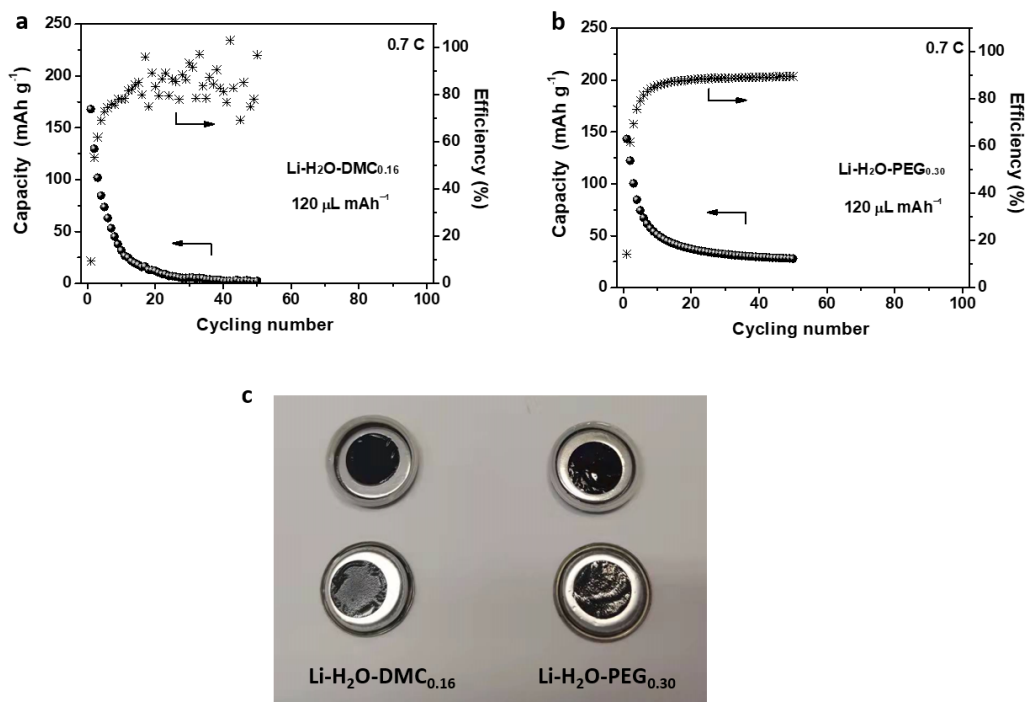 a
250
200
150
100
50
0
Capacity (mAh g⁻¹)
0 20 40 60 80 100
Cycling number
100
80
60
40
20
0
Efficiency (%)
0.7 C
Li-H₂O-DMC₀.₁₆
120 μL mAh⁻¹
b
250
200
150
100
50
0
Capacity (mAh g⁻¹)
0 20 40 60 80 100
Cycling number
100
80
60
40
20
0
Efficiency (%)
0.7 C
Li-H₂O-PEG₀.₃₀
120 μL mAh⁻¹
c
Li-H₂O-DMC₀.₁₆
Li-H₂O-PEG₀.₃₀